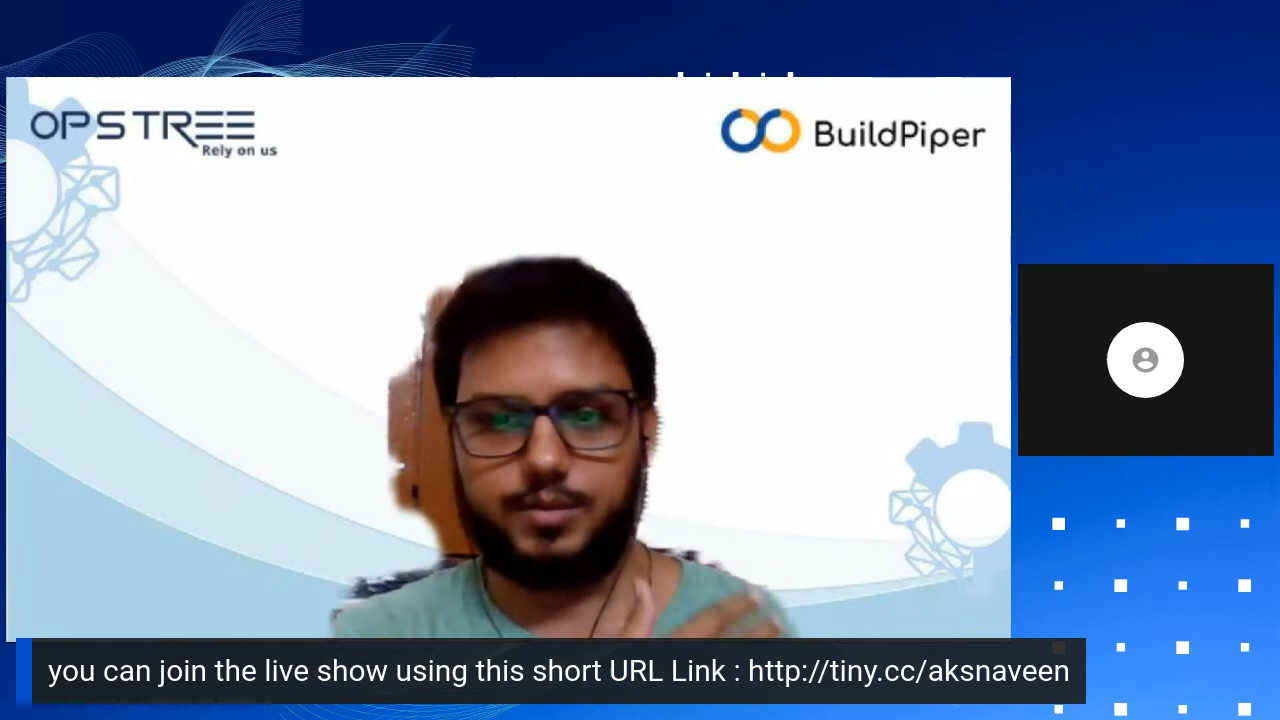 OPSTREE
Rely on us
BuildPiper
you can join the live show using this short URL Link : http://tiny.cc/aksnaveen